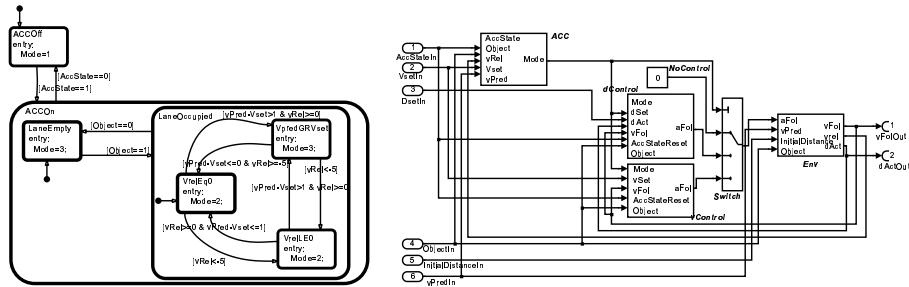 ACCOff
entry;
Mode=1
[AccState==0]
[AccState==1]
ACCOn
LaneEmpty
entry;
Mode=3;
[Object==0]
[Object==1]
LaneOccupied
[vPred-Vset>1 & vRel>=0]
VpredGRVset
entry;
Mode=3;
[vPred-Vset<=0 & vRel>=-5]
[vRel<-5]
VrelEq0
entry;
Mode=2;
[vPred-Vset>1 & vRel>=0]
[vRel>=0 & vPred-Vset<=1]
VrelLE0
entry;
Mode=2;
[vRel<-5]
1
AccStateIn
2
VsetIn
3
DsetIn
4
ObjectIn
5
InitialDistanceIn
6
vPredIn
AccState
Object
vRel
Vset
vPred
Mode
ACC
NoControl
0
dControl
Mode
dSet
dAct
vFol
AccStateReset
Object
aFol
Mode
vSet
vFol
AccStateReset
Object
aFol
vControl
Switch
aFol
vPred
InitialDistance
Object
vFol
vrel
dAct
Env
1
vFolOut
2
dActOut